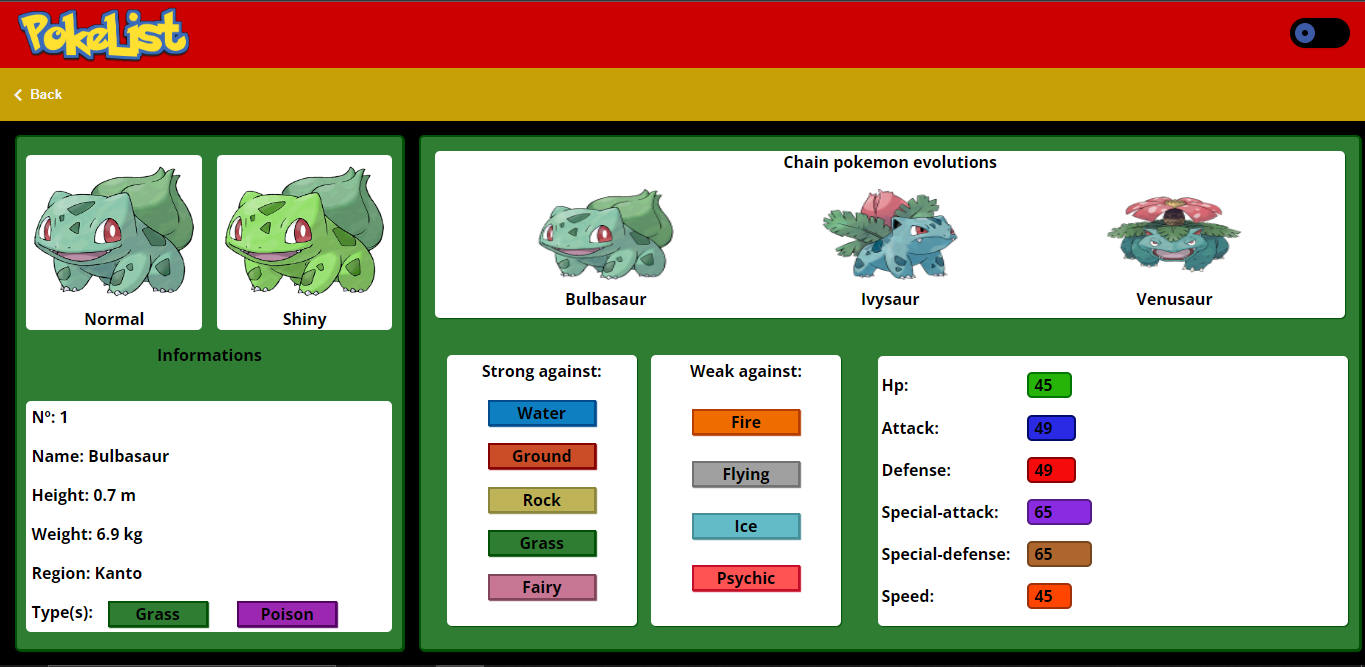 PokeList
Back
Normal
Shiny
Informations
Nº: 1
Name: Bulbasaur
Height: 0.7 m
Weight: 6.9 kg
Region: Kanto
Type(s): Grass Poison
Chain pokemon evolutions
Bulbasaur
Ivysaur
Venusaur
Strong against:
Water
Ground
Rock
Grass
Fairy
Weak against:
Fire
Flying
Ice
Psychic
Hp: 45
Attack: 49
Defense: 49
Special-attack: 65
Special-defense: 65
Speed: 45